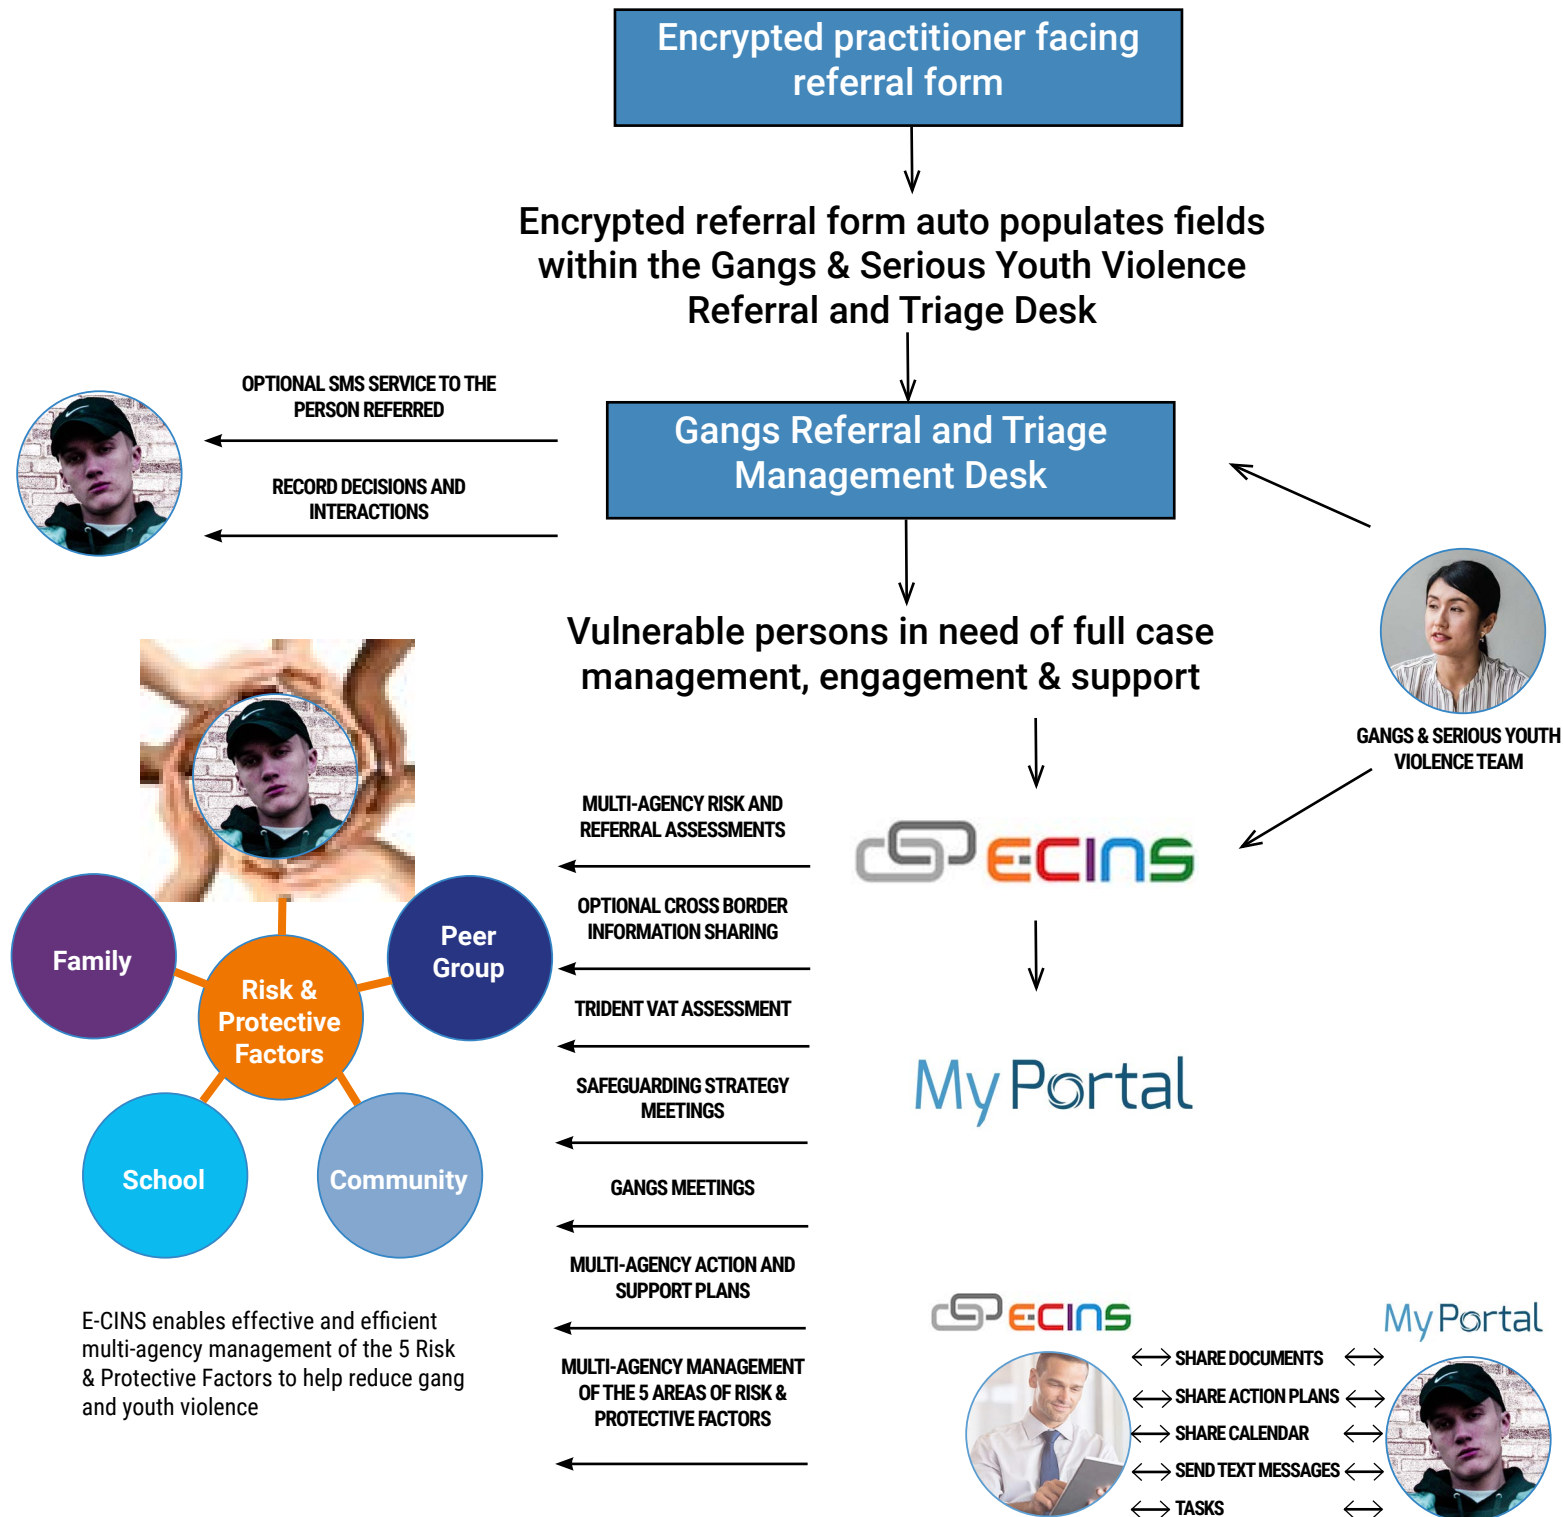 Encrypted practitioner facing
referral form
Encrypted referral form auto populates fields
within the Gangs & Serious Youth Violence
Referral and Triage Desk
OPTIONAL SMS SERVICE TO THE
PERSON REFERRED
RECORD DECISIONS AND
INTERACTIONS
Gangs Referral and Triage
Management Desk
Vulnerable persons in need of full case
management, engagement & support
GANGS & SERIOUS YOUTH
VIOLENCE TEAM
E-CINS
MyPortal
MULTI-AGENCY RISK AND
REFERRAL ASSESSMENTS
OPTIONAL CROSS BORDER
INFORMATION SHARING
TRIDENT VAT ASSESSMENT
SAFEGUARDING STRATEGY
MEETINGS
GANGS MEETINGS
MULTI-AGENCY ACTION AND
SUPPORT PLANS
MULTI-AGENCY MANAGEMENT
OF THE 5 AREAS OF RISK &
PROTECTIVE FACTORS
Family
Peer
Group
Risk &
Protective
Factors
School
Community
E-CINS enables effective and efficient
multi-agency management of the 5 Risk
& Protective Factors to help reduce gang
and youth violence
E-CINS
MyPortal
SHARE DOCUMENTS
SHARE ACTION PLANS
SHARE CALENDAR
SEND TEXT MESSAGES
TASKS